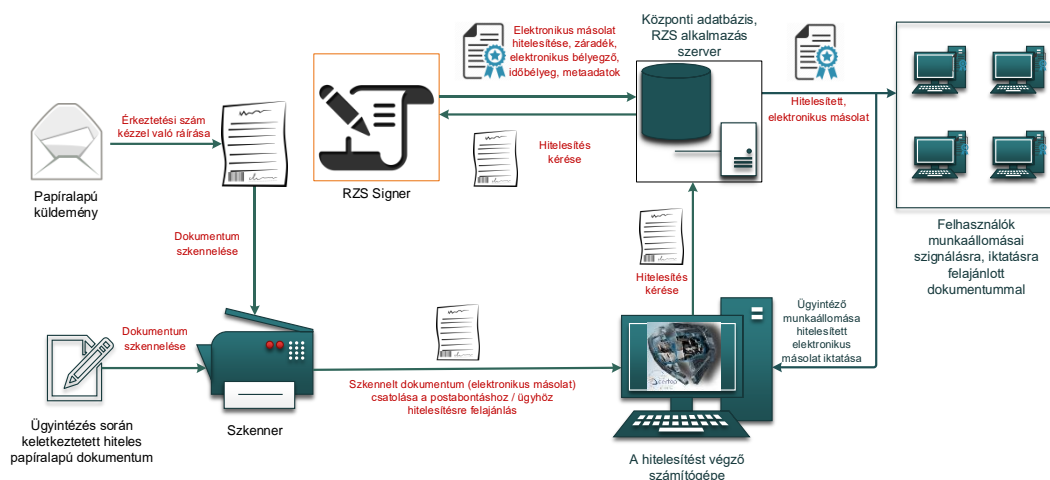 Elektronikus másolat
hitelesítése, záradék,
elektronikus bélyegző,
időbélyeg, metaadatok
Központi adatbázis,
RZS alkalmazás
szerver
Érkeztetési szám
kézzel való ráírása
Hitelesített,
elektronikus másolat
Hitelesítés
kérése
Papíralapú
küldemény
RZS Signer
Felhasználók
munkaállomásai
szignálásra, iktatásra
felajánlott
dokumentummal
Dokumentum
szkennelése
Hitelesítés
kérése
Ügyintéző
munkaállomása
hitelesített
elektronikus
másolat iktatása
Dokumentum
szkennelése
Szkennelt dokumentum (elektronikus másolat)
csatolása a postabontáshoz / ügyhöz
hitelesítésre felajánlás
Ügyintézés során
keletkeztetett hiteles
papíralapú dokumentum
Szkenner
A hitelesítést végző
számítógépe